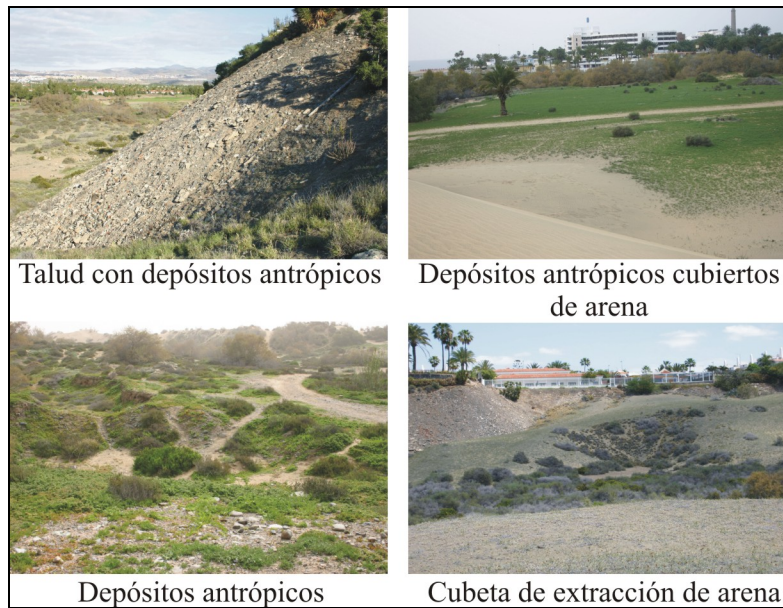 Talud con depósitos antrópicos
Depósitos antrópicos cubiertos
de arena
Depósitos antrópicos
Cubeta de extracción de arena